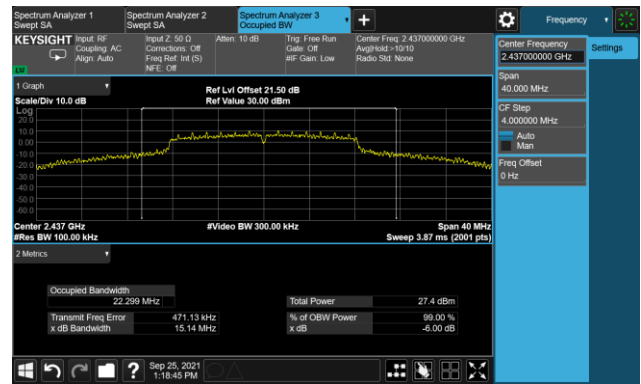 Spectrum Analyzer 1
Swept SA
Spectrum Analyzer 2
Swept SA
Spectrum Analyzer 3
Occupied BW
Frequency
KEYSIGHT
Input: RF
Coupling: AC
Align: Auto
Input Z: 50 Ω
Corrections: Off
Freq Ref: Int (S)
NFE: Off
Atten: 10 dB
Trig: Free Run
Gate: Off
#IF Gain: Low
Center Freq: 2.437000000 GHz
Avg|Hold:>10/10
Radio Std: None
Center Frequency
2.437000000 GHz
Settings
Span
40.000 MHz
CF Step
4.000000 MHz
Auto
Man
Freq Offset
0 Hz
1 Graph
Scale/Div 10.0 dB
Ref Lvl Offset 21.50 dB
Ref Value 30.00 dBm
Log
20.0
10.0
0.00
-10.0
-20.0
-30.0
-40.0
-50.0
-60.0
Center 2.437 GHz
#Res BW 100.00 kHz
#Video BW 300.00 kHz
Span 40 MHz
Sweep 3.87 ms (2001 pts)
2 Metrics
Occupied Bandwidth
22.299 MHz
Total Power 27.4 dBm
Transmit Freq Error 471.13 kHz
% of OBW Power 99.00 %
x dB Bandwidth 15.14 MHz
x dB -6.00 dB
?
Sep 25, 2021
1:18:45 PM